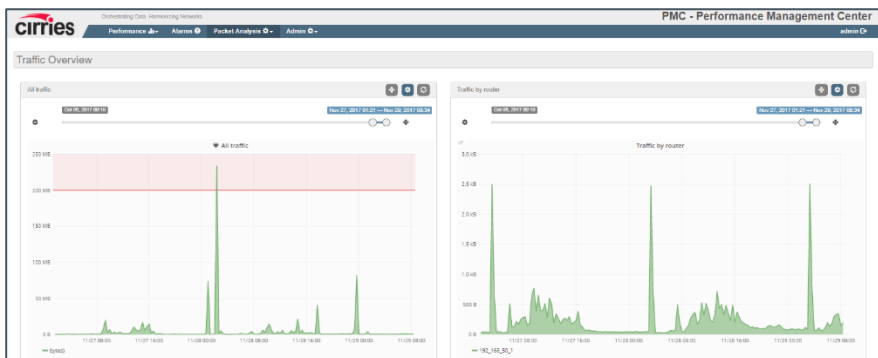 cirries
Orchestrating Data. Harmonizing Networks.
PMC - Performance Management Center
Performance
Alarms
Packet Analysis
Admin
admin
Traffic Overview
All traffic
Oct 09, 2017 00:10
Nov 27, 2017 01:21 — Nov 29, 2017 08:34
All traffic
250 MB
200 MB
150 MB
100 MB
50 MB
0 B
11/27 08:00
11/27 16:00
11/28 00:00
11/28 08:00
11/28 16:00
11/29 00:00
11/29 08:00
bytes)
Traffic by router
Nov 27, 2017 01:21 — Nov 29, 2017 08:34
Traffic by router
3.0 kB
2.5 kB
2.0 kB
1.5 kB
1.0 kB
500 B
0 B
11/27 08:00
11/27 16:00
11/28 00:00
11/28 08:00
11/28 16:00
11/29 00:00
11/29 08:00
192_168_50_1